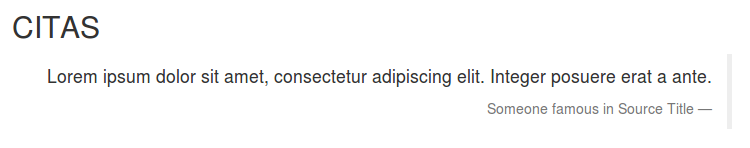 CITAS
Lorem ipsum dolor sit amet, consectetur adipiscing elit. Integer posuere erat a ante.
Someone famous in Source Title —